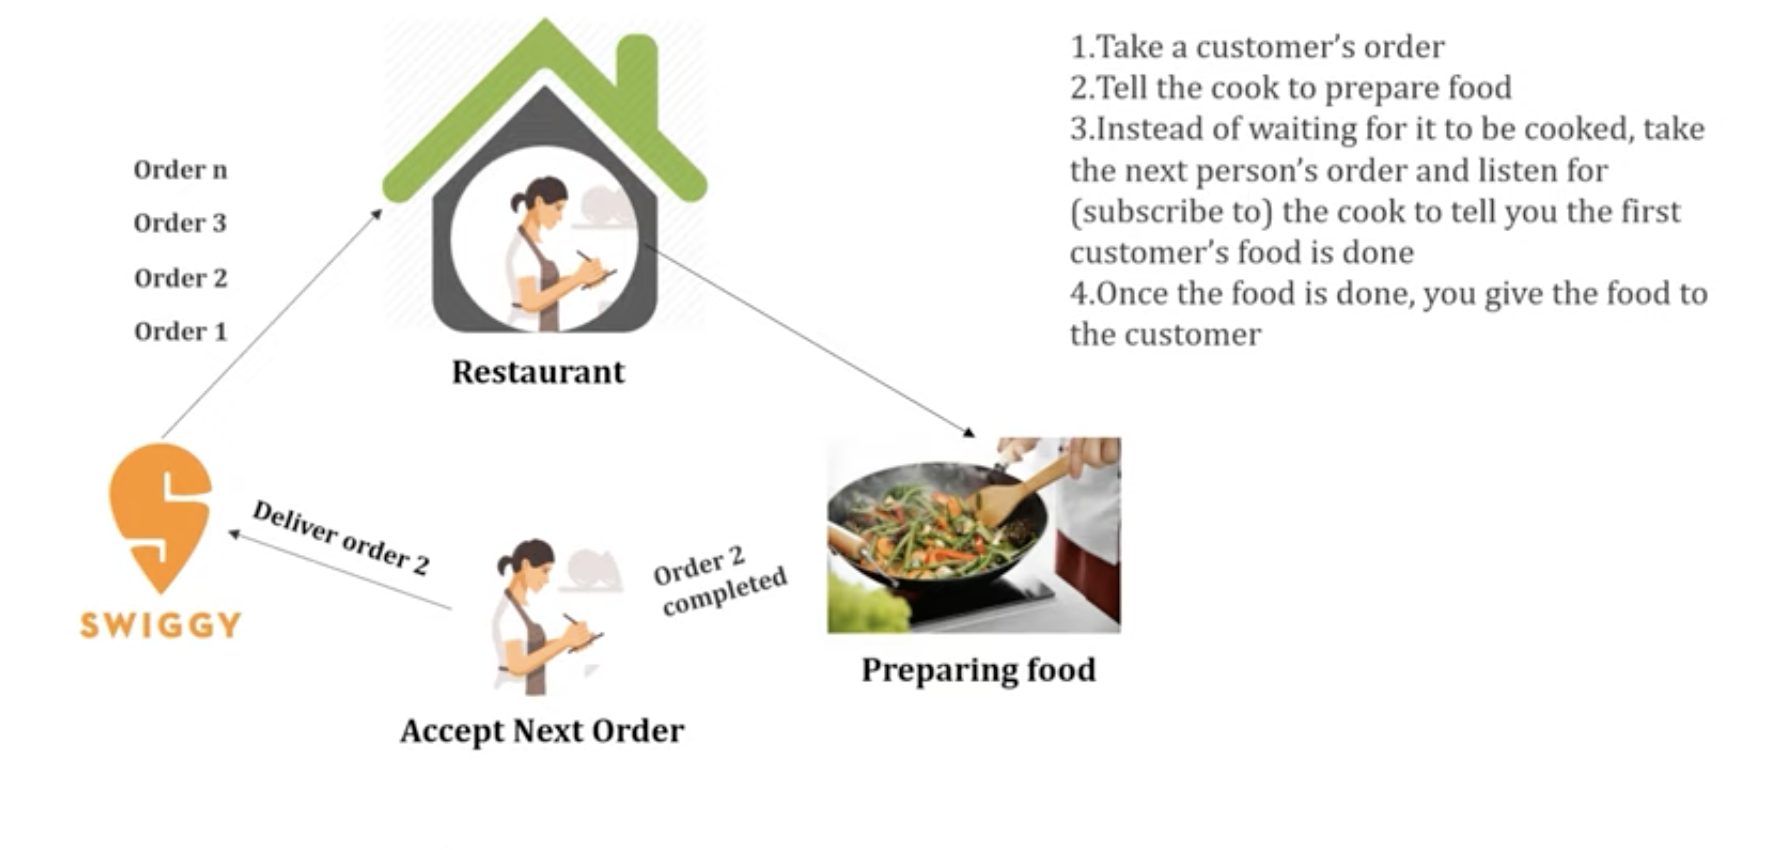 1.Take a customer's order
2.Tell the cook to prepare food
3.Instead of waiting for it to be cooked, take
the next person's order and listen for
(subscribe to) the cook to tell you the first
customer's food is done
4.Once the food is done, you give the food to
the customer
Order n
Order 3
Order 2
Order 1
Restaurant
Deliver order 2
Order 2
completed
SWIGGY
Preparing food
Accept Next Order